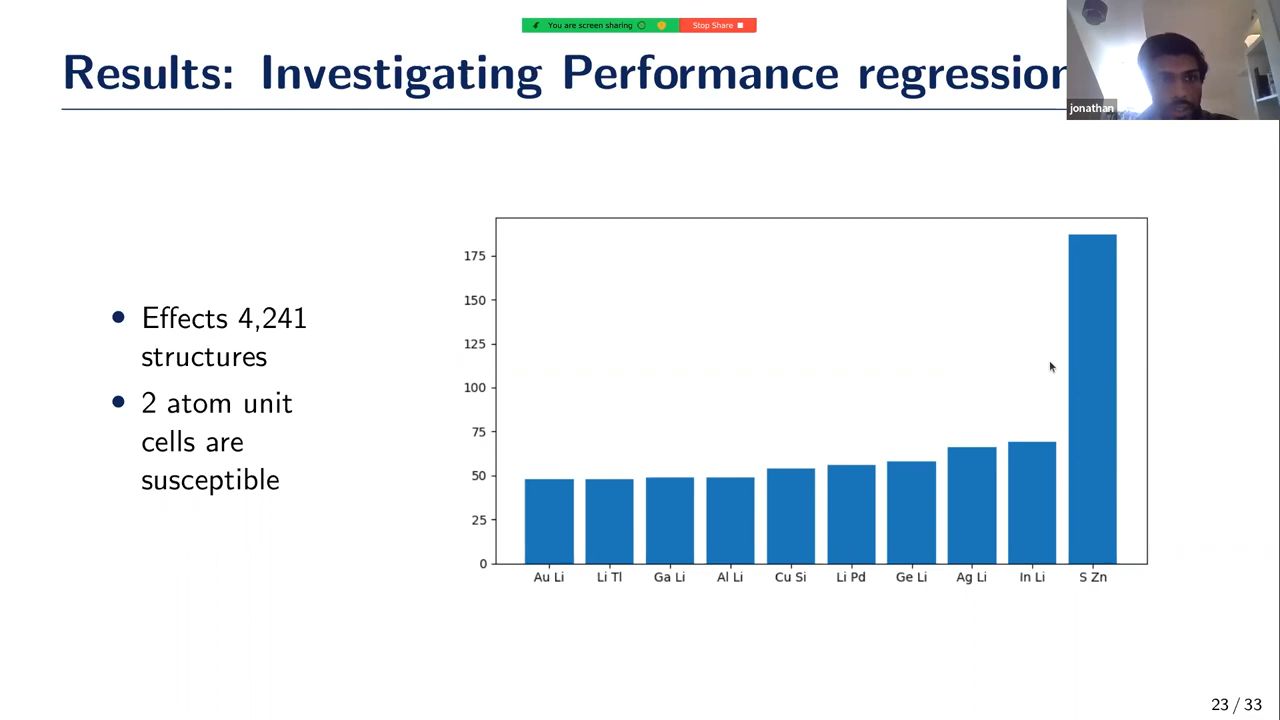 You are screen sharing
Stop Share
Results: Investigating Performance regression
jonathan
Effects 4,241
structures
2 atom unit
cells are
susceptible
175
150
125
100
75
50
25
0
Au Li Li Tl Ga Li Al Li Cu Si Li Pd Ge Li Ag Li In Li S Zn
23 / 33